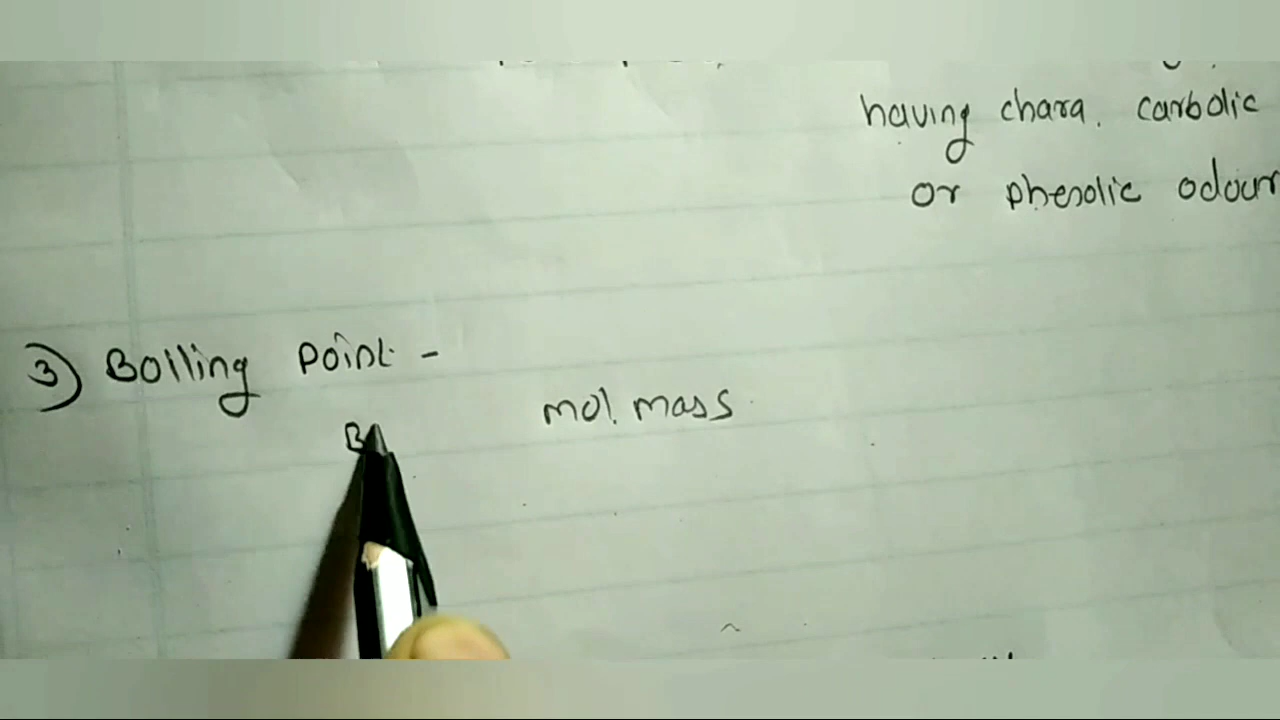 having chara. carbolic
or phenolic odour
3) Boiling Point -
mol. mass
B